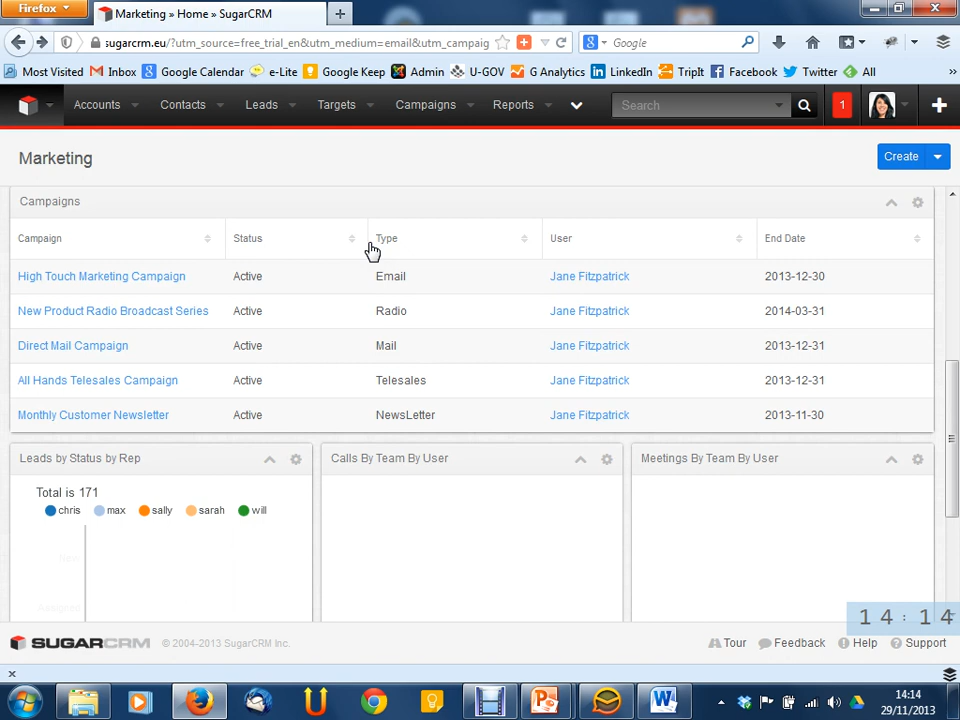 Firefox
Marketing » Home » SugarCRM
sugarcrm.eu/?utm_source=free_trial_en&utm_medium=email&utm_campaig
Google
Most Visited Inbox Google Calendar e-Lite Google Keep Admin U-GOV G Analytics LinkedIn TripIt Facebook Twitter All »
Accounts Contacts Leads Targets Campaigns Reports Search 1
Marketing
Create
Campaigns
Campaign Status Type User End Date
High Touch Marketing Campaign Active Email Jane Fitzpatrick 2013-12-30
New Product Radio Broadcast Series Active Radio Jane Fitzpatrick 2014-03-31
Direct Mail Campaign Active Mail Jane Fitzpatrick 2013-12-31
All Hands Telesales Campaign Active Telesales Jane Fitzpatrick 2013-12-31
Monthly Customer Newsletter Active NewsLetter Jane Fitzpatrick 2013-11-30
Leads by Status by Rep Calls By Team By User Meetings By Team By User
Total is 171
chris max sally sarah will
New
Assigned
14:14
SUGARCRM © 2004-2013 SugarCRM Inc. Tour Feedback Help Support
14:14
29/11/2013